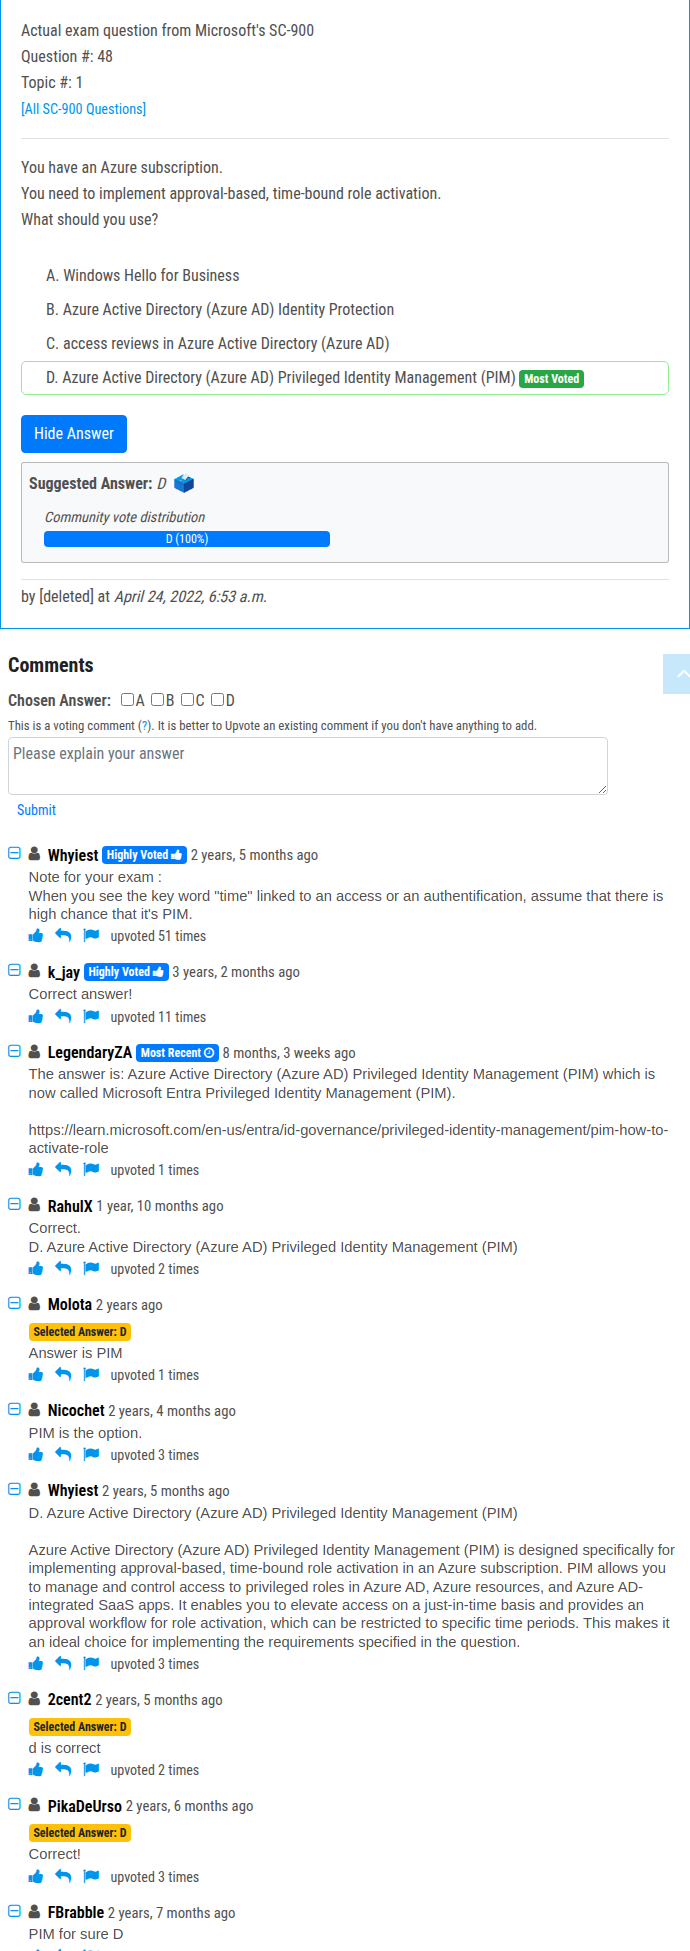 Actual exam question from Microsoft's SC-900
Question #: 48
Topic #: 1
[All SC-900 Questions]
You have an Azure subscription.
You need to implement approval-based, time-bound role activation.
What should you use?
A. Windows Hello for Business
B. Azure Active Directory (Azure AD) Identity Protection
C. access reviews in Azure Active Directory (Azure AD)
D. Azure Active Directory (Azure AD) Privileged Identity Management (PIM) Most Voted
Hide Answer
Suggested Answer: D
Community vote distribution
D (100%)
by [deleted] at April 24, 2022, 6:53 a.m.
Comments
Chosen Answer: A B C D
This is a voting comment (?). It is better to Upvote an existing comment if you don't have anything to add.
Please explain your answer
Submit
Whyiest Highly Voted 2 years, 5 months ago
Note for your exam :
When you see the key word "time" linked to an access or an authentification, assume that there is
high chance that it's PIM.
upvoted 51 times
k_jay Highly Voted 3 years, 2 months ago
Correct answer!
upvoted 11 times
LegendaryZA Most Recent 8 months, 3 weeks ago
The answer is: Azure Active Directory (Azure AD) Privileged Identity Management (PIM) which is
now called Microsoft Entra Privileged Identity Management (PIM).
https://learn.microsoft.com/en-us/entra/id-governance/privileged-identity-management/pim-how-to-
activate-role
upvoted 1 times
RahulX 1 year, 10 months ago
Correct.
D. Azure Active Directory (Azure AD) Privileged Identity Management (PIM)
upvoted 2 times
Molota 2 years ago
Selected Answer: D
Answer is PIM
upvoted 1 times
Nicochet 2 years, 4 months ago
PIM is the option.
upvoted 3 times
Whyiest 2 years, 5 months ago
D. Azure Active Directory (Azure AD) Privileged Identity Management (PIM)
Azure Active Directory (Azure AD) Privileged Identity Management (PIM) is designed specifically for
implementing approval-based, time-bound role activation in an Azure subscription. PIM allows you
to manage and control access to privileged roles in Azure AD, Azure resources, and Azure AD-
integrated SaaS apps. It enables you to elevate access on a just-in-time basis and provides an
approval workflow for role activation, which can be restricted to specific time periods. This makes it
an ideal choice for implementing the requirements specified in the question.
upvoted 3 times
2cent2 2 years, 5 months ago
Selected Answer: D
d is correct
upvoted 2 times
PikaDeUrso 2 years, 6 months ago
Selected Answer: D
Correct!
upvoted 3 times
FBrabble 2 years, 7 months ago
PIM for sure D